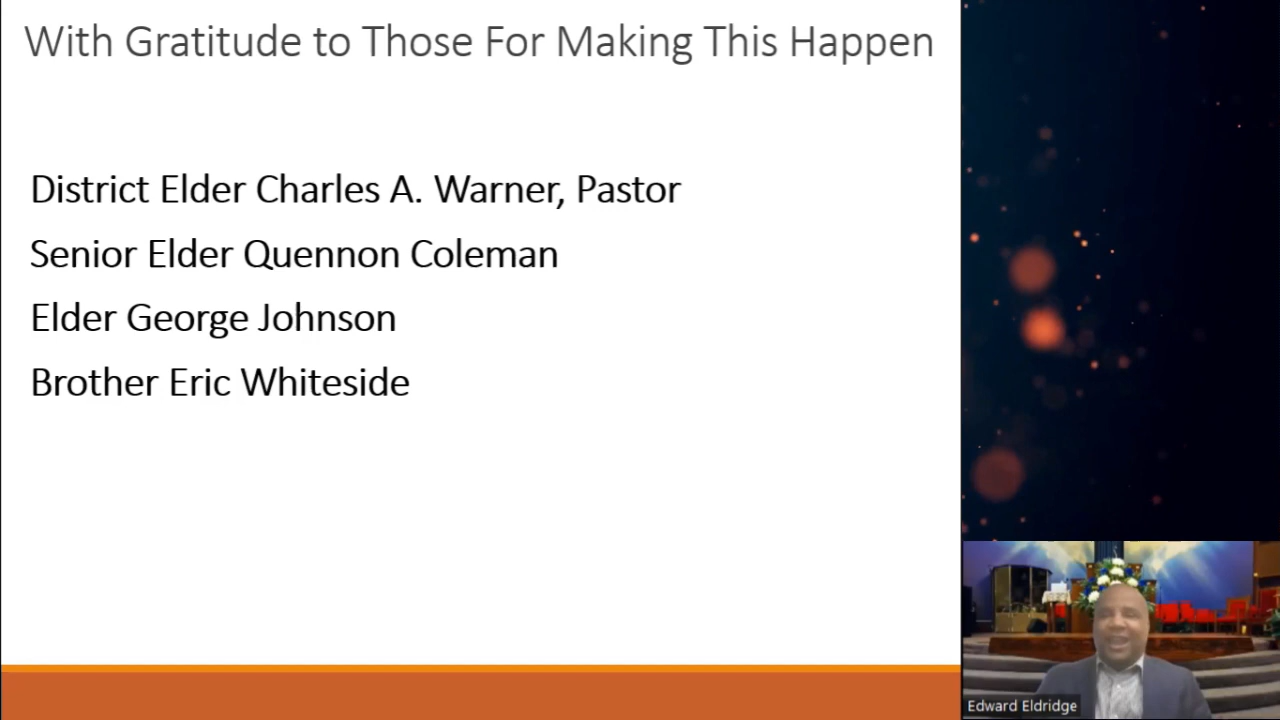 With Gratitude to Those For Making This Happen
District Elder Charles A. Warner, Pastor
Senior Elder Quennon Coleman
Elder George Johnson
Brother Eric Whiteside
Edward Eldridge